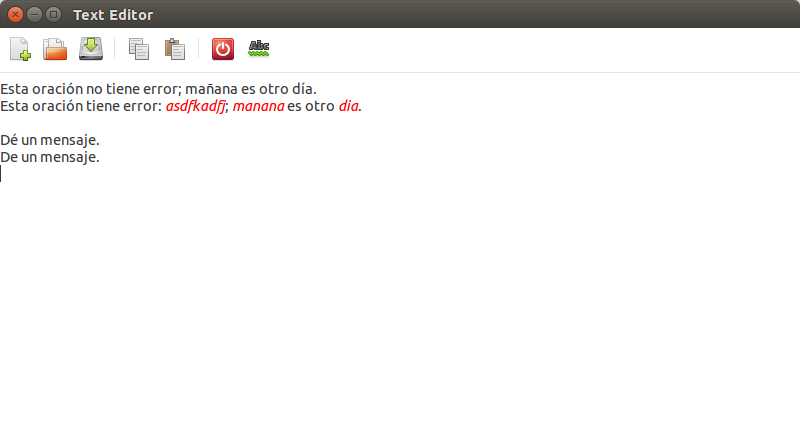 Text Editor
Abc
Esta oración no tiene error; mañana es otro día.
Esta oración tiene error: asdfkadfj; manana es otro dia.
Dé un mensaje.
De un mensaje.